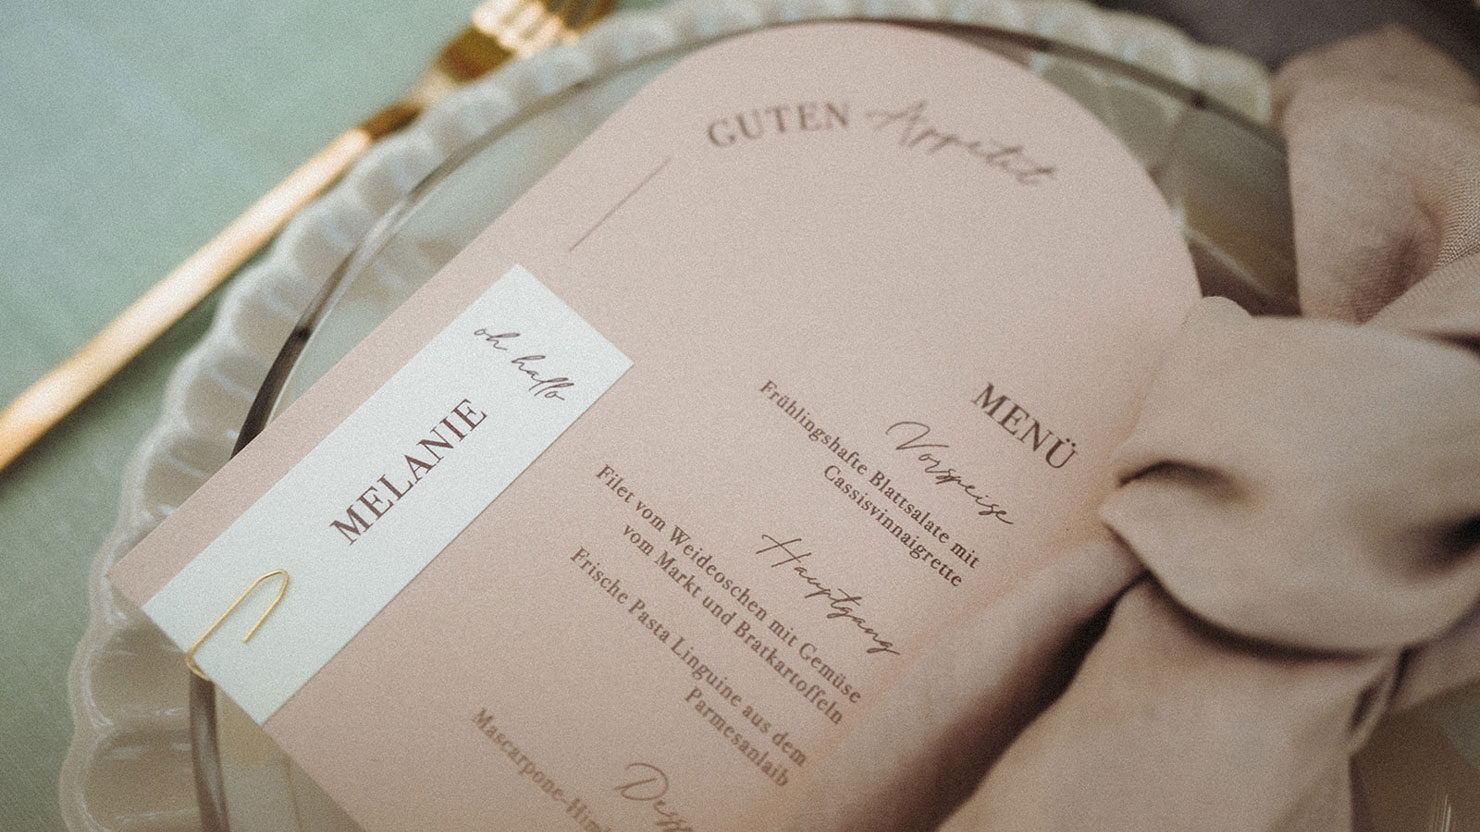 GUTEN Appetit
oh hallo
MELANIE
MENÜ
Vorspeise
Frühlingshafte Blattsalate mit
Cassisvinnaigrette
Hauptgang
Filet vom Weideoschen mit Gemüse
vom Markt und Bratkartoffeln
Frische Pasta Linguine aus dem
Parmesanlaib